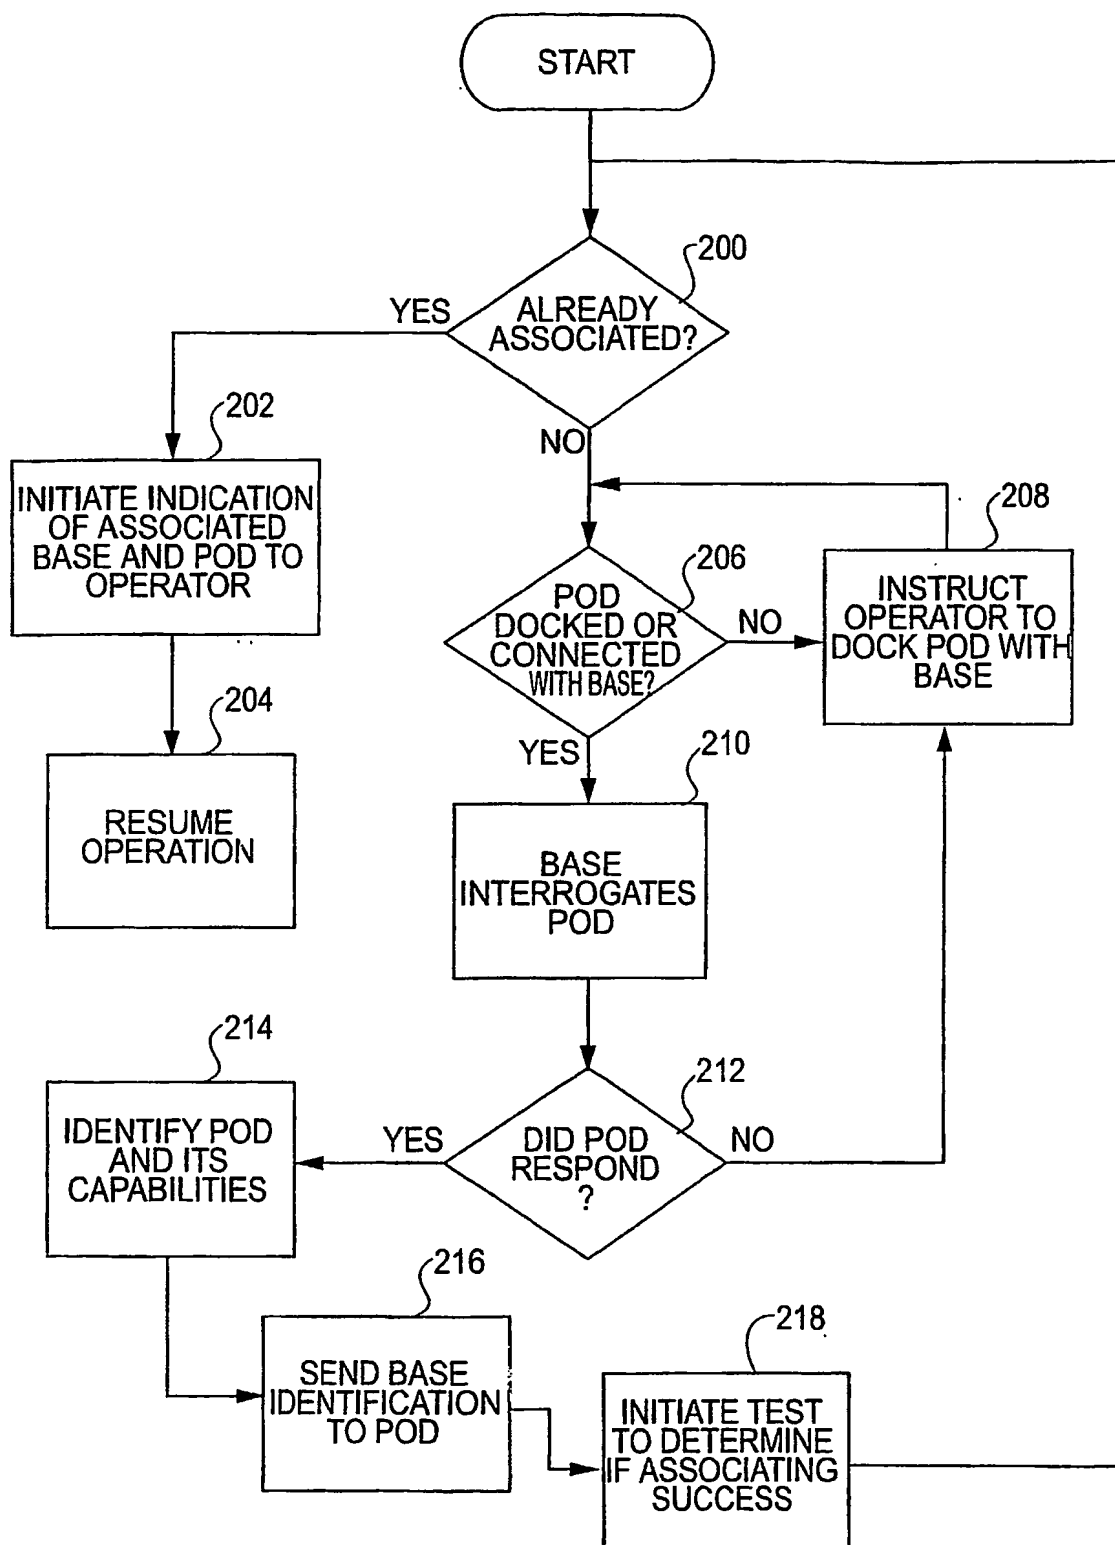 START
200
YES
ALREADY
ASSOCIATED?
202
NO
INITIATE INDICATION
OF ASSOCIATED
BASE AND POD TO
OPERATOR
208
206
POD
DOCKED OR
CONNECTED
WITH BASE?
NO
INSTRUCT
OPERATOR TO
DOCK POD WITH
BASE
204
YES
210
RESUME
OPERATION
BASE
INTERROGATES
POD
214
212
IDENTIFY POD
AND ITS
CAPABILITIES
YES
DID POD
RESPOND
?
NO
216
218
SEND BASE
IDENTIFICATION
TO POD
INITIATE TEST
TO DETERMINE
IF ASSOCIATING
SUCCESS